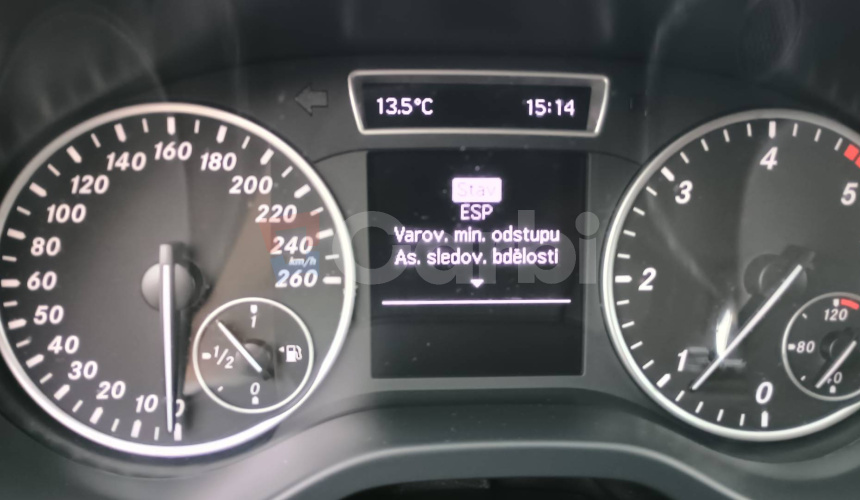 13.5°C 15:14
Stav
ESP
Varov. min. odstupu
As. sledov. bdělosti
0 10 20 30 40 50 60 80 100 120 140 160 180 200 220 240 260
km/h
1 1/2 0
0 1 2 3 4 5
120 80
Carbi